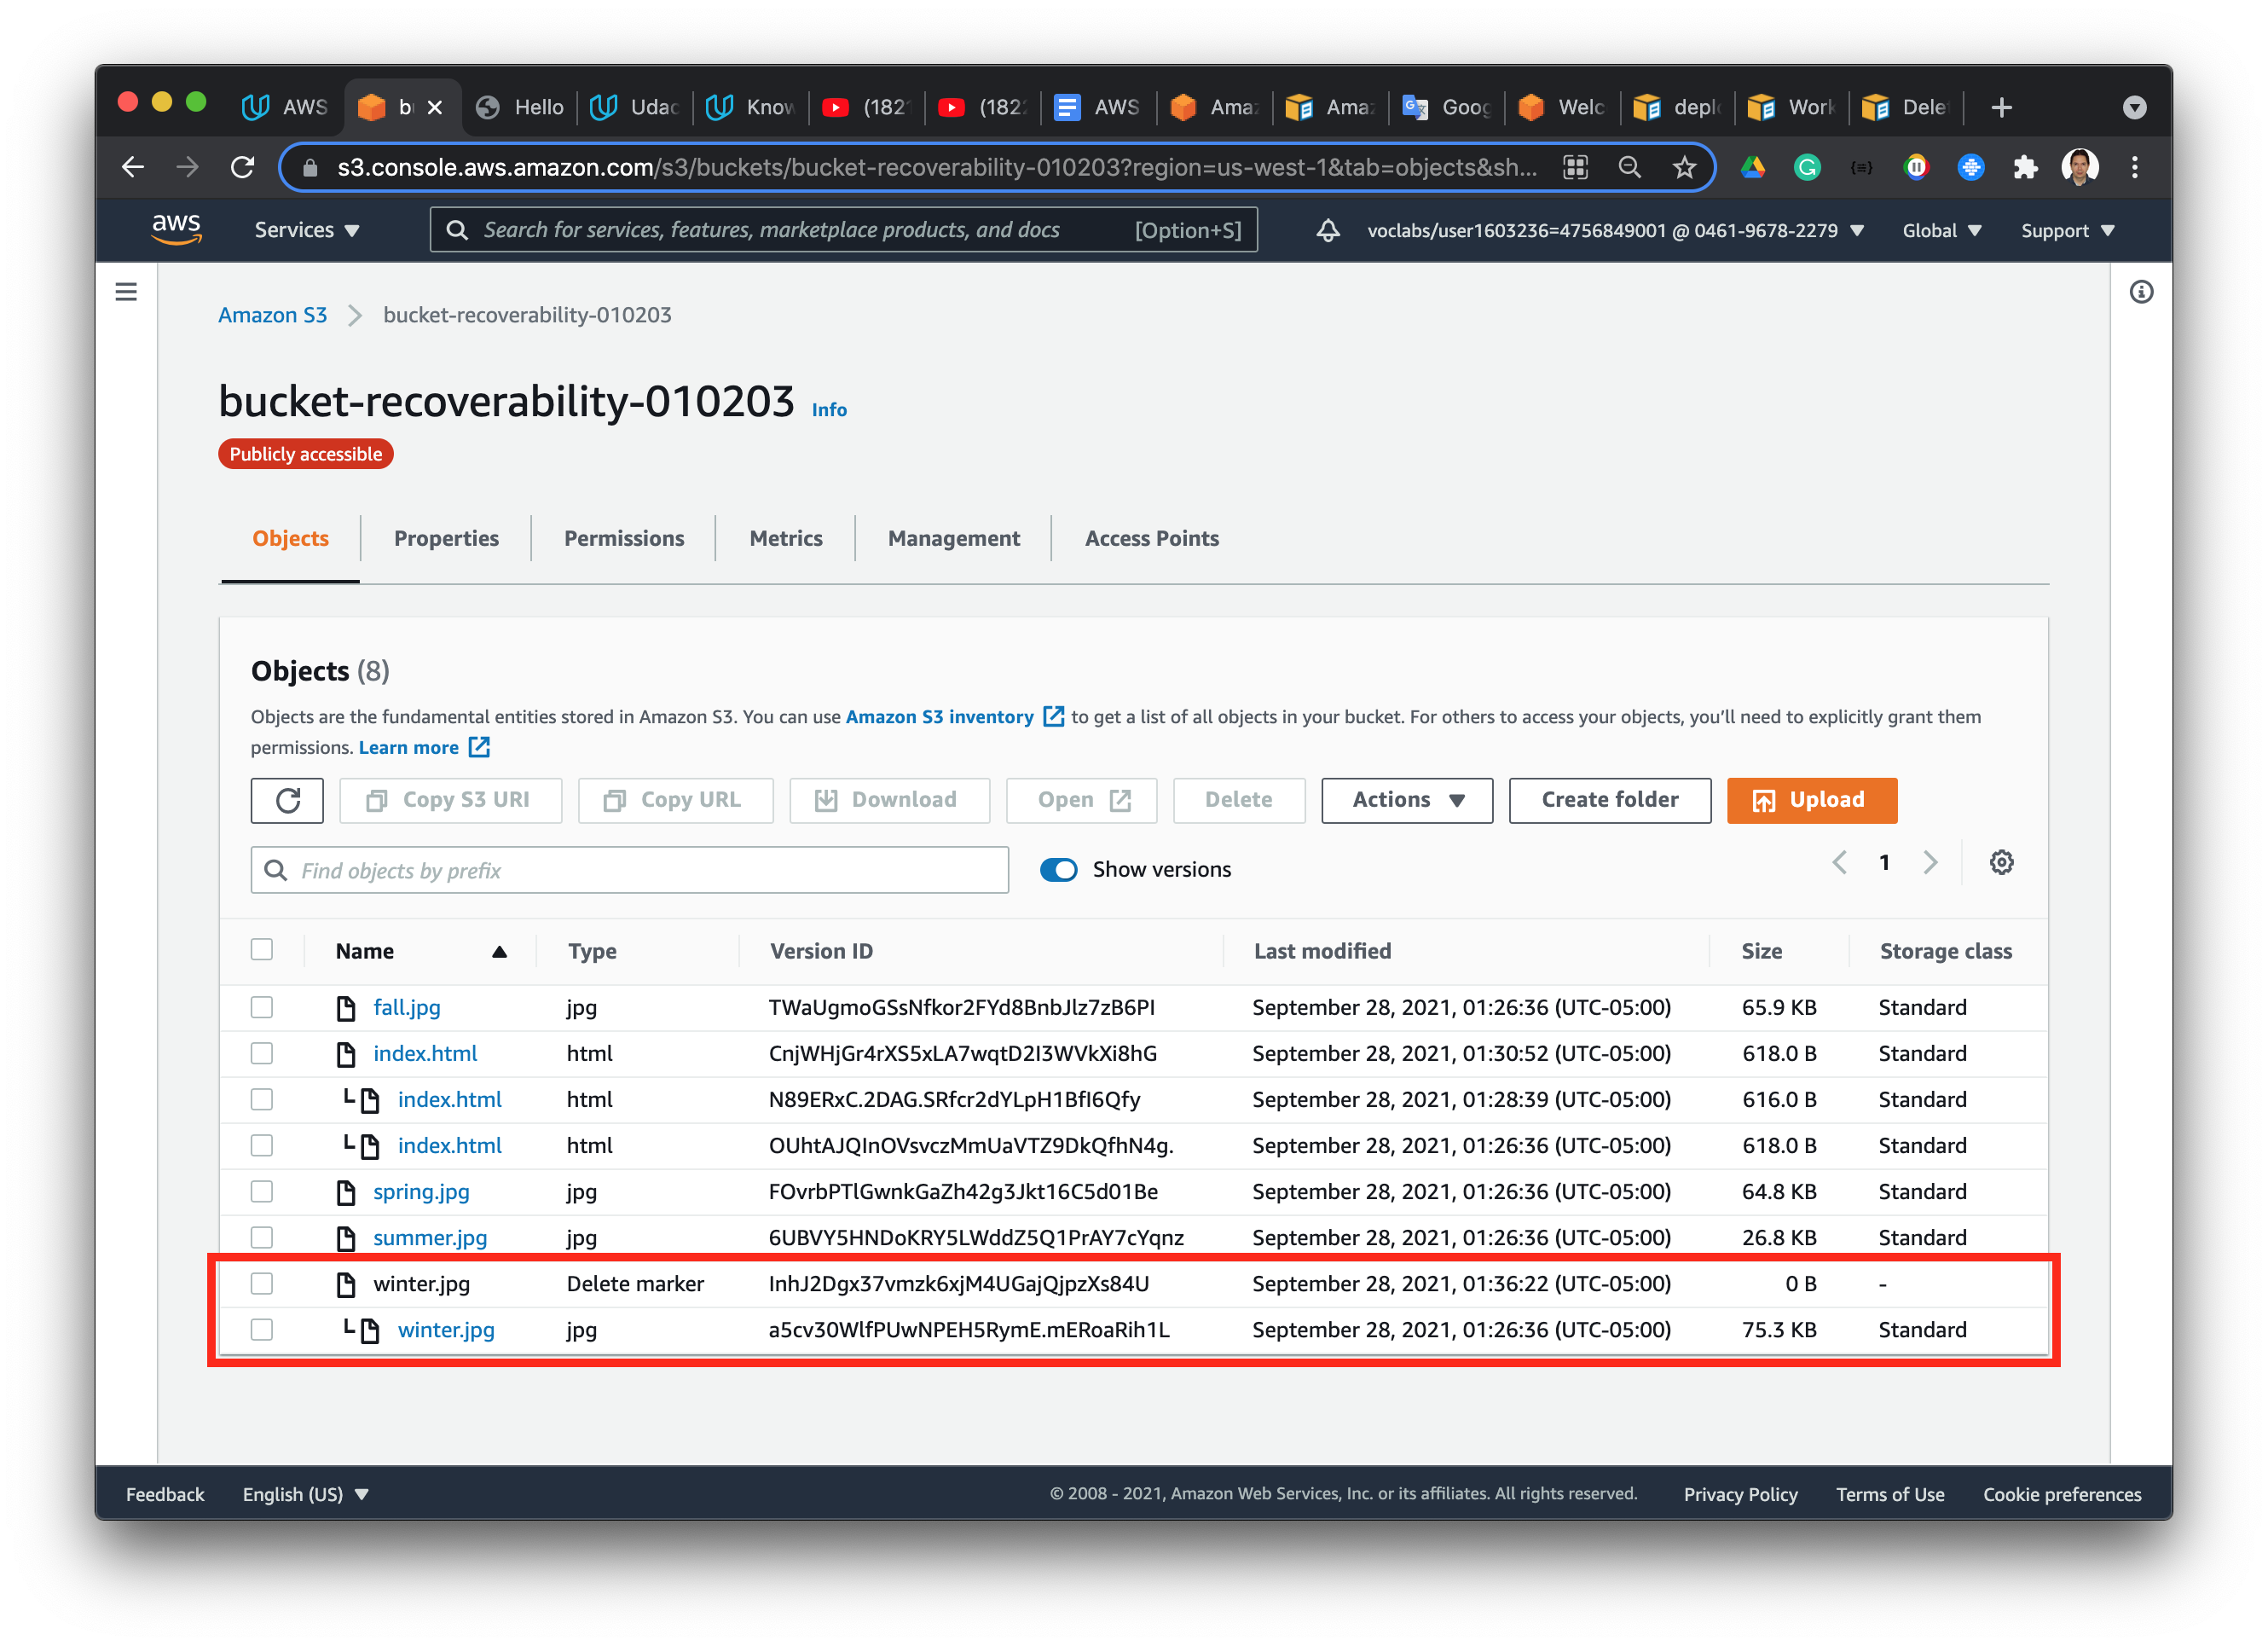 AWS b Hello Udac Know (182 (182 AWS Ama Ama Goog Welc depl Work Dele
s3.console.aws.amazon.com/s3/buckets/bucket-recoverability-010203?region=us-west-1&tab=objects&sh...
aws Services Search for services, features, marketplace products, and docs [Option+S] voclabs/user1603236=4756849001 @ 0461-9678-2279 Global Support
Amazon S3 bucket-recoverability-010203
bucket-recoverability-010203 Info
Publicly accessible
Objects Properties Permissions Metrics Management Access Points
Objects (8)
Objects are the fundamental entities stored in Amazon S3. You can use Amazon S3 inventory to get a list of all objects in your bucket. For others to access your objects, you'll need to explicitly grant them
permissions. Learn more
Copy S3 URI Copy URL Download Open Delete Actions Create folder Upload
Find objects by prefix Show versions 1
Name Type Version ID Last modified Size Storage class
fall.jpg jpg TWaUgmoGSsNfkor2FYd8BnbJlz7zB6PI September 28, 2021, 01:26:36 (UTC-05:00) 65.9 KB Standard
index.html html CnjWHjGr4rXS5xLA7wqtD2I3WVkXi8hG September 28, 2021, 01:30:52 (UTC-05:00) 618.0 B Standard
index.html html N89ERxC.2DAG.SRfcr2dYLpH1BfI6Qfy September 28, 2021, 01:28:39 (UTC-05:00) 616.0 B Standard
index.html html OUhtAJQInOVsvczMmUaVTZ9DkQfhN4g. September 28, 2021, 01:26:36 (UTC-05:00) 618.0 B Standard
spring.jpg jpg FOvrbPTlGwnkGaZh42g3Jkt16C5d01Be September 28, 2021, 01:26:36 (UTC-05:00) 64.8 KB Standard
summer.jpg jpg 6UBVY5HNDoKRY5LWddZ5Q1PrAY7cYqnz September 28, 2021, 01:26:36 (UTC-05:00) 26.8 KB Standard
winter.jpg Delete marker InhJ2Dgx37vmzk6xjM4UGajQjpzXs84U September 28, 2021, 01:36:22 (UTC-05:00) 0 B -
winter.jpg jpg a5cv30WlfPUwNPEH5RymE.mERoaRih1L September 28, 2021, 01:26:36 (UTC-05:00) 75.3 KB Standard
Feedback English (US) © 2008 - 2021, Amazon Web Services, Inc. or its affiliates. All rights reserved. Privacy Policy Terms of Use Cookie preferences